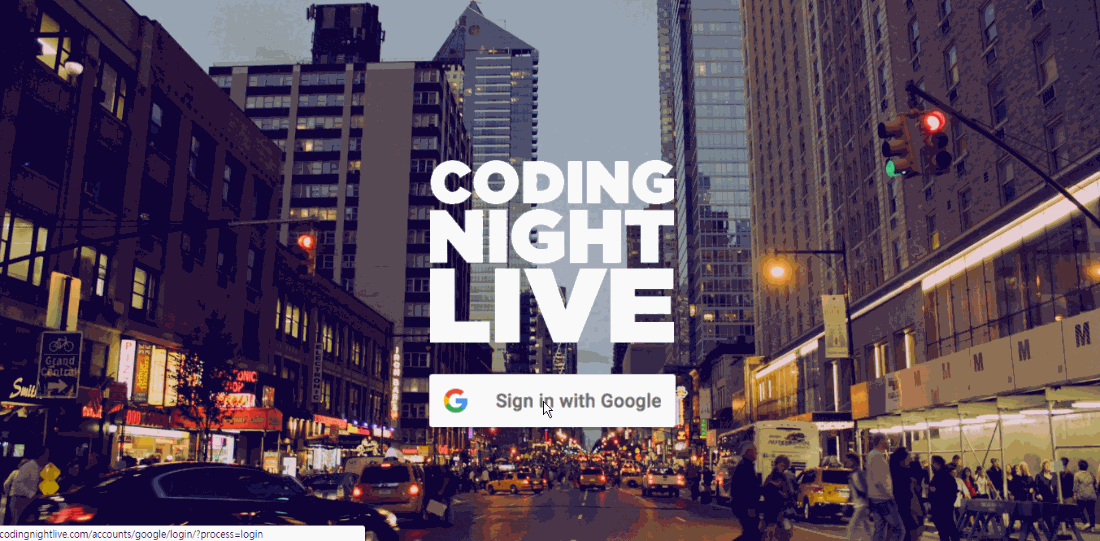 CODING
NIGHT
LIVE
Sign in with Google
Grand
Central
M M M M
codingnightlive.com/accounts/google/login/?process=login